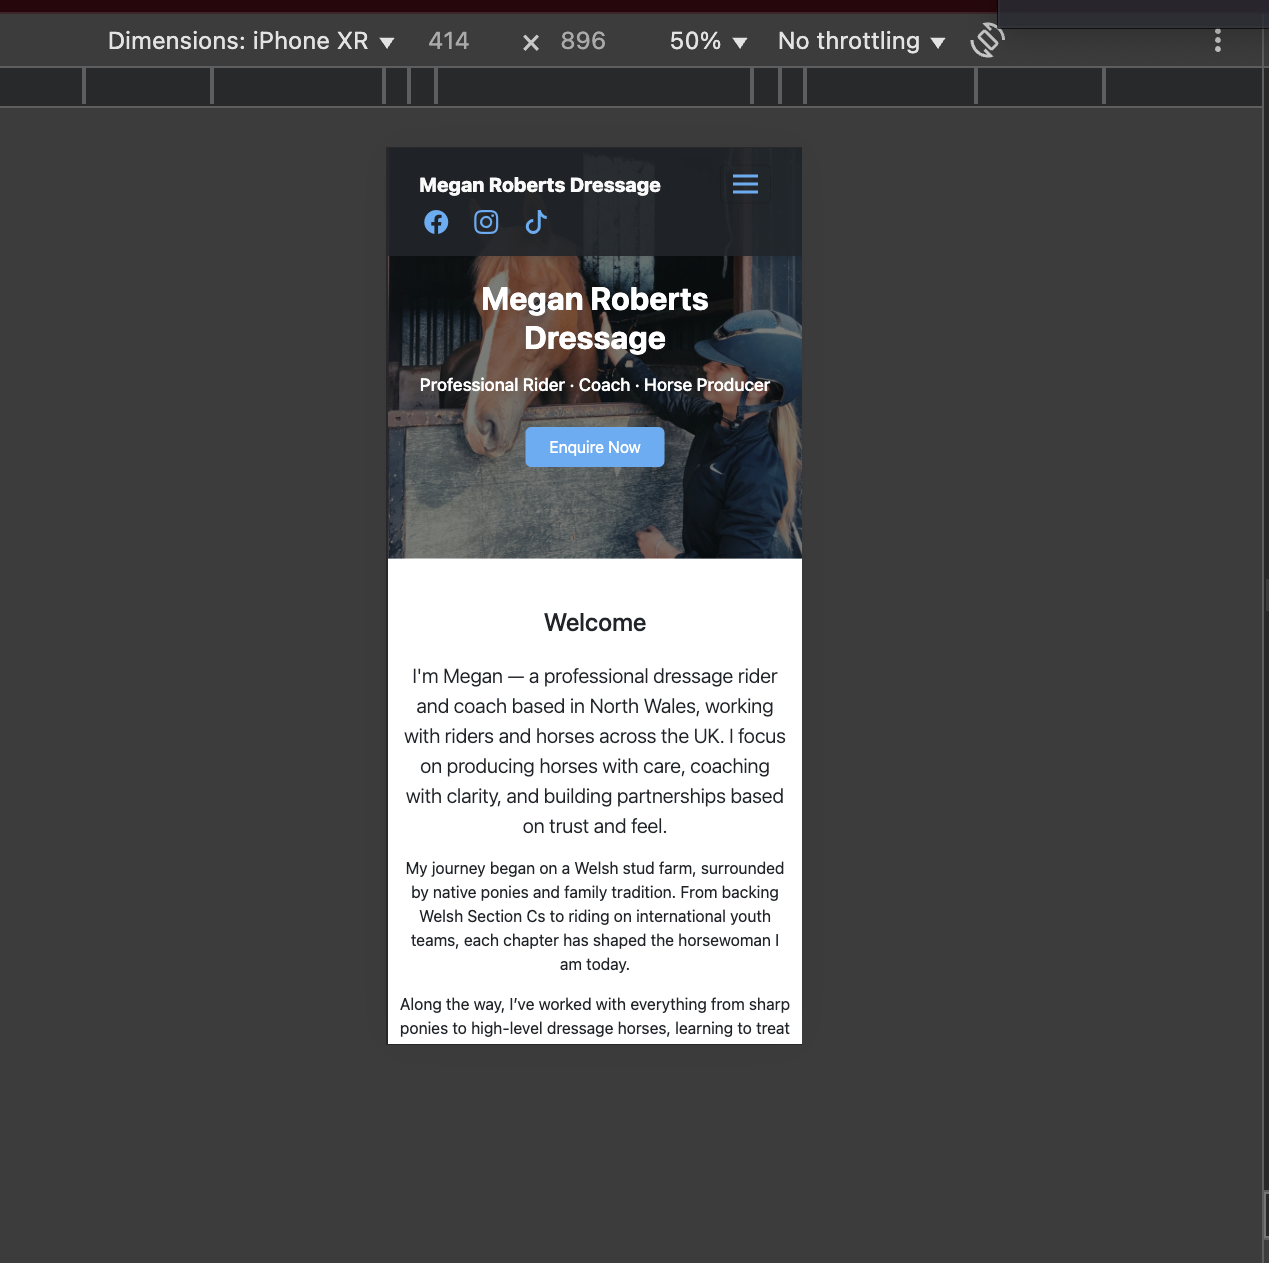 Dimensions: iPhone XR 414 × 896 50% No throttling
Megan Roberts Dressage
Megan Roberts
Dressage
Professional Rider · Coach · Horse Producer
Enquire Now
Welcome
I'm Megan — a professional dressage rider
and coach based in North Wales, working
with riders and horses across the UK. I focus
on producing horses with care, coaching
with clarity, and building partnerships based
on trust and feel.
My journey began on a Welsh stud farm, surrounded
by native ponies and family tradition. From backing
Welsh Section Cs to riding on international youth
teams, each chapter has shaped the horsewoman I
am today.
Along the way, I’ve worked with everything from sharp
ponies to high-level dressage horses, learning to treat